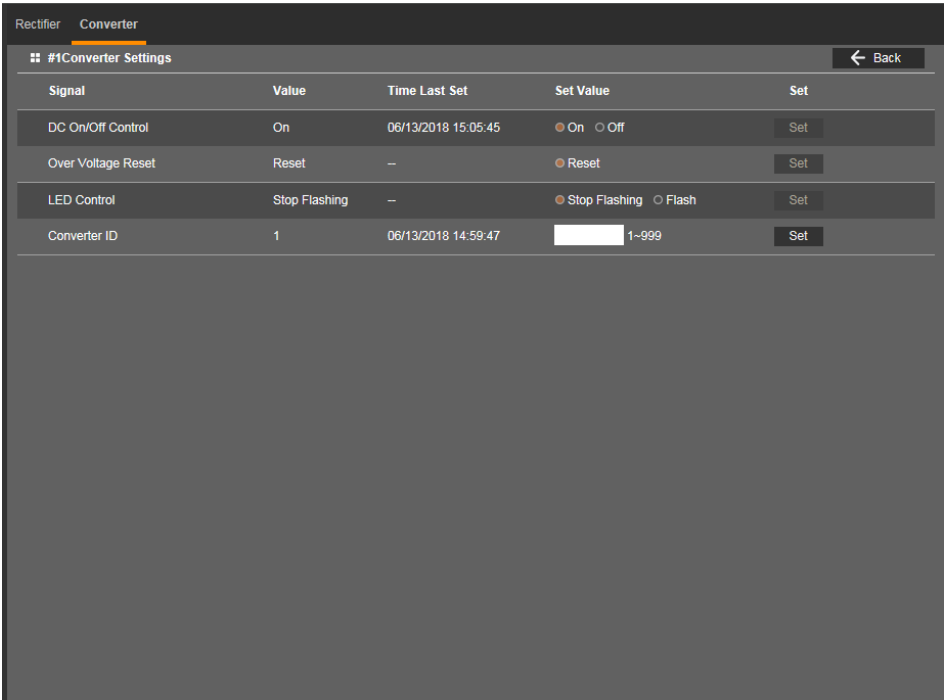 Rectifier Converter
#1Converter Settings Back
Signal Value Time Last Set Set Value Set
DC On/Off Control On 06/13/2018 15:05:45 On Off Set
Over Voltage Reset Reset -- Reset Set
LED Control Stop Flashing -- Stop Flashing Flash Set
Converter ID 1 06/13/2018 14:59:47 1~999 Set